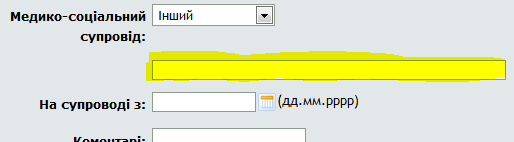 Медико-соціальний Інший
супровід:
На супроводі з: (дд.мм.рррр)
Коментарі: